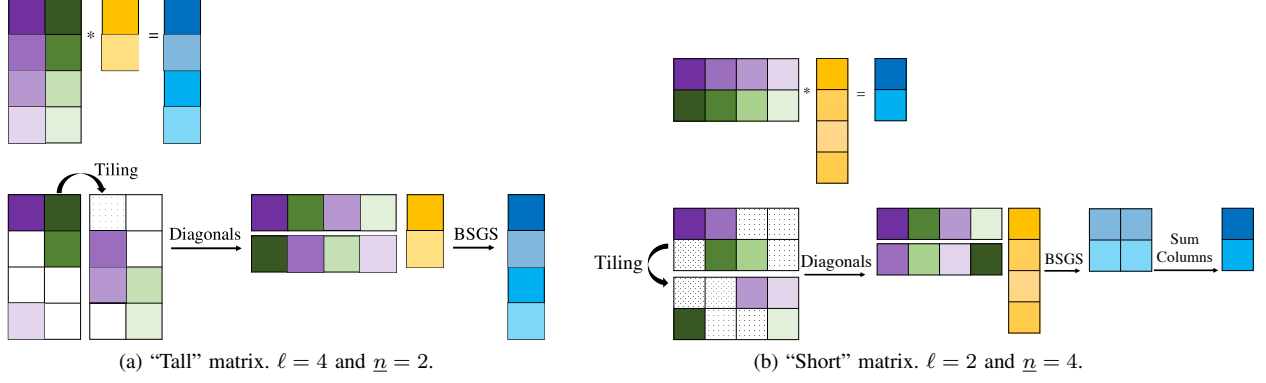 * =
* =
Tiling
Diagonals
BSGS
Tiling
Diagonals
BSGS
Sum
Columns
(a) “Tall” matrix. ℓ = 4 and n = 2.
(b) “Short” matrix. ℓ = 2 and n = 4.